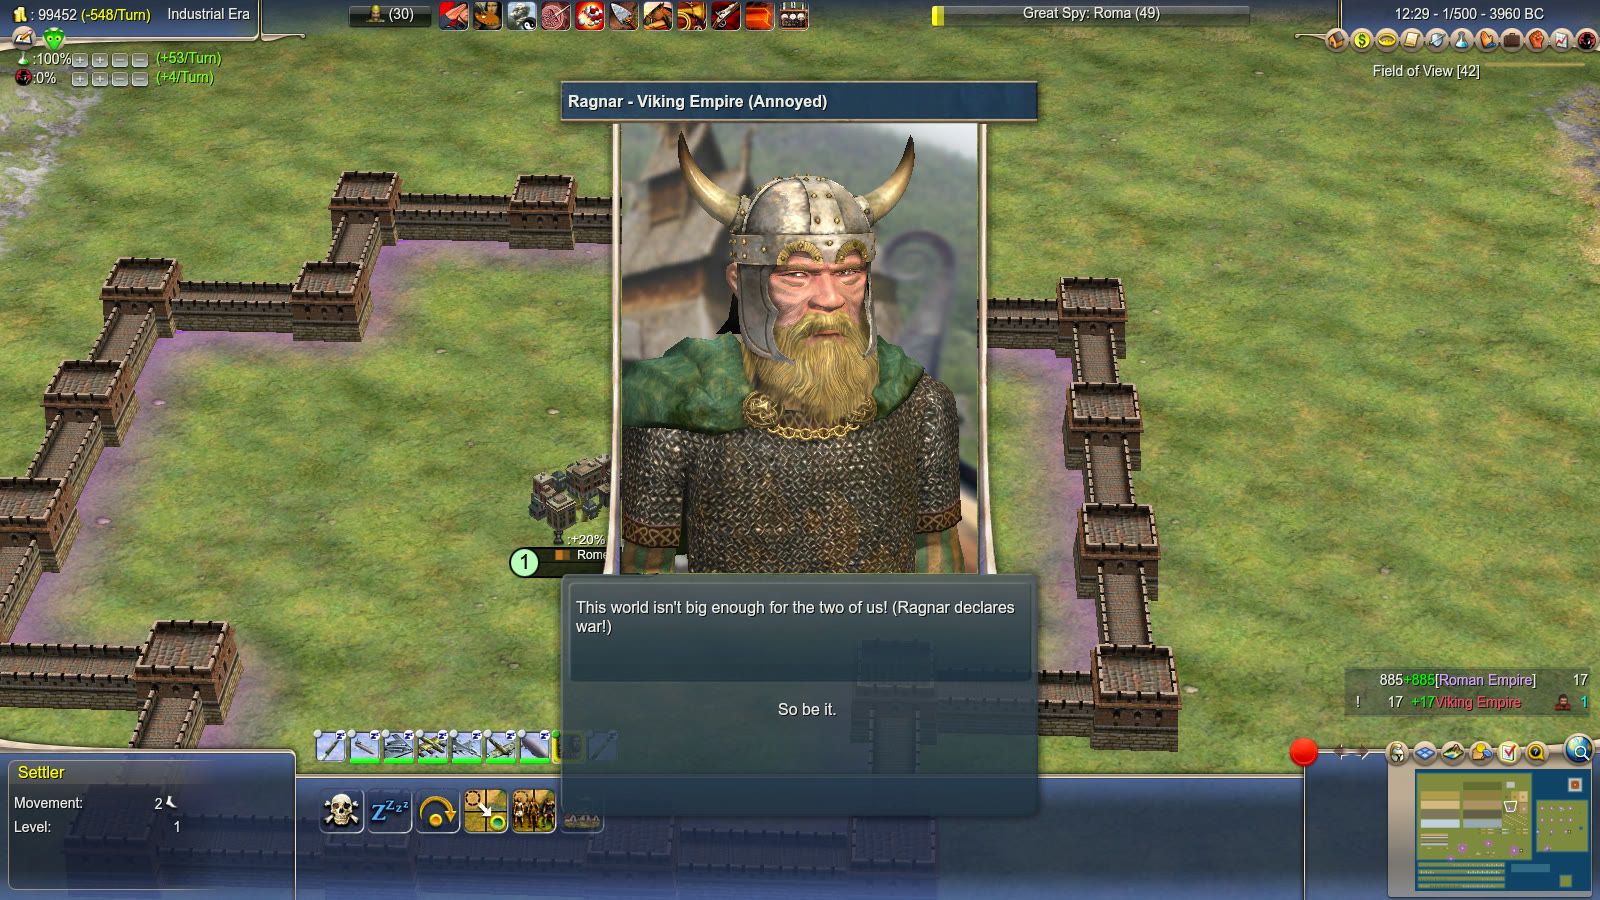 : 99452 (-548/Turn) Industrial Era
(30)
Great Spy: Roma (49)
12:29 - 1/500 - 3960 BC
:100% (+53/Turn)
:0% (+4/Turn)
Field of View [42]
Ragnar - Viking Empire (Annoyed)
:+20%
1 Rome
This world isn't big enough for the two of us! (Ragnar declares
war!)
So be it.
885+885[Roman Empire] 17
! 17 +17Viking Empire 1
Settler
Movement: 2
Level: 1
Zzzz